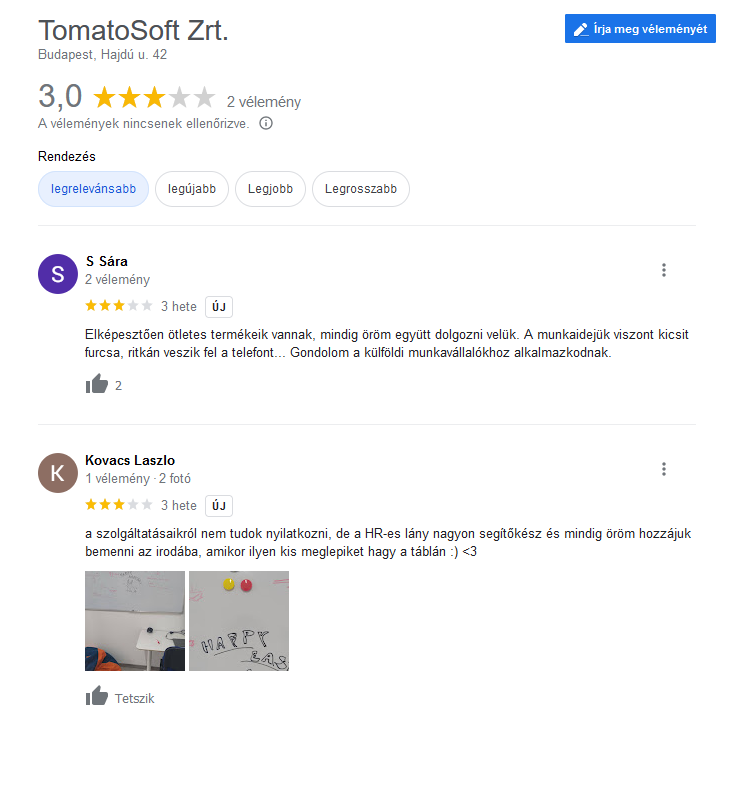 TomatoSoft Zrt.
Írja meg véleményét
Budapest, Hajdú u. 42
3,0 2 vélemény
A vélemények nincsenek ellenőrizve.
Rendezés
legrelevánsabb legújabb Legjobb Legrosszabb
S S Sára
2 vélemény
3 hete ÚJ
Elképesztően ötletes termékeik vannak, mindig öröm együtt dolgozni velük. A munkaidejük viszont kicsit
furcsa, ritkán veszik fel a telefont... Gondolom a külföldi munkavállalókhoz alkalmazkodnak.
2
K Kovacs Laszlo
1 vélemény · 2 fotó
3 hete ÚJ
a szolgáltatásaikról nem tudok nyilatkozni, de a HR-es lány nagyon segítőkész és mindig öröm hozzájuk
bemenni az irodába, amikor ilyen kis meglepiket hagy a táblán :) <3
HAPPY
EAS
Tetszik